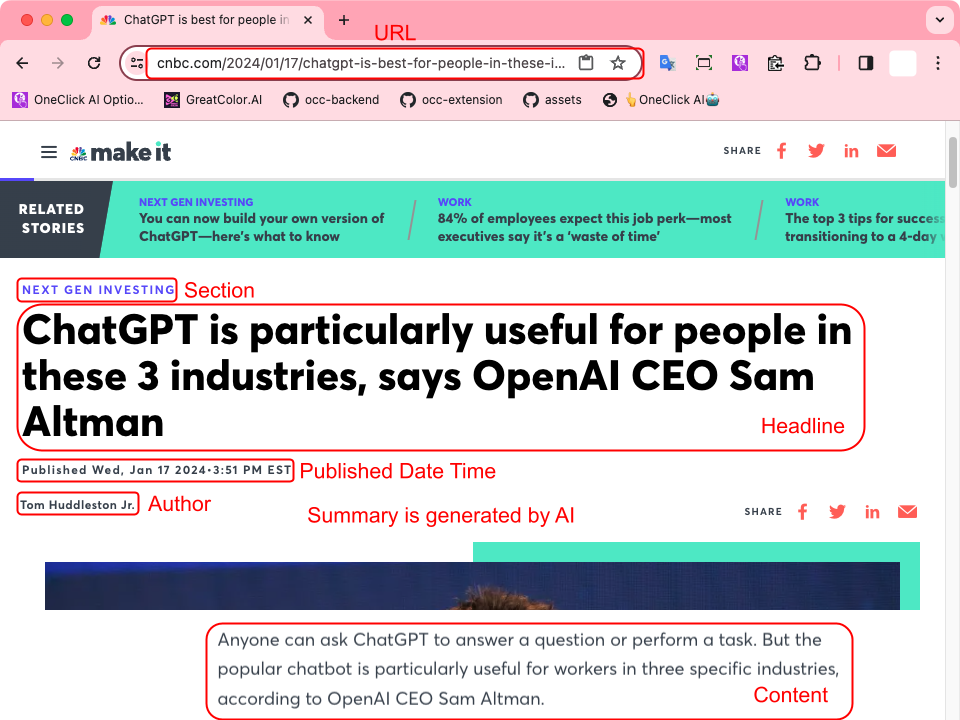 ChatGPT is best for people in
URL
cnbc.com/2024/01/17/chatgpt-is-best-for-people-in-these-i...
OneClick AI Optio... GreatColor.AI occ-backend occ-extension assets 👆OneClick AI🤖
CNBC make it
SHARE
RELATED STORIES
NEXT GEN INVESTING
You can now build your own version of
ChatGPT—here's what to know
WORK
84% of employees expect this job perk—most
executives say it's a 'waste of time'
WORK
The top 3 tips for success
transitioning to a 4-day
NEXT GEN INVESTING Section
ChatGPT is particularly useful for people in
these 3 industries, says OpenAI CEO Sam
Altman
Headline
Published Wed, Jan 17 2024•3:51 PM EST Published Date Time
Tom Huddleston Jr. Author
Summary is generated by AI
SHARE
Anyone can ask ChatGPT to answer a question or perform a task. But the
popular chatbot is particularly useful for workers in three specific industries,
according to OpenAI CEO Sam Altman.
Content